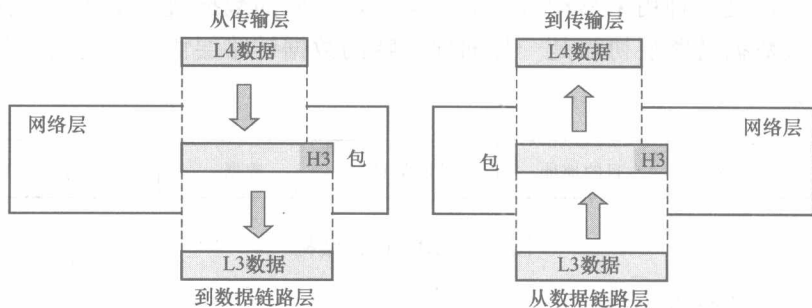 从传输层
L4数据
网络层
H3
包
L3数据
到数据链路层
到传输层
L4数据
网络层
包
H3
L3数据
从数据链路层